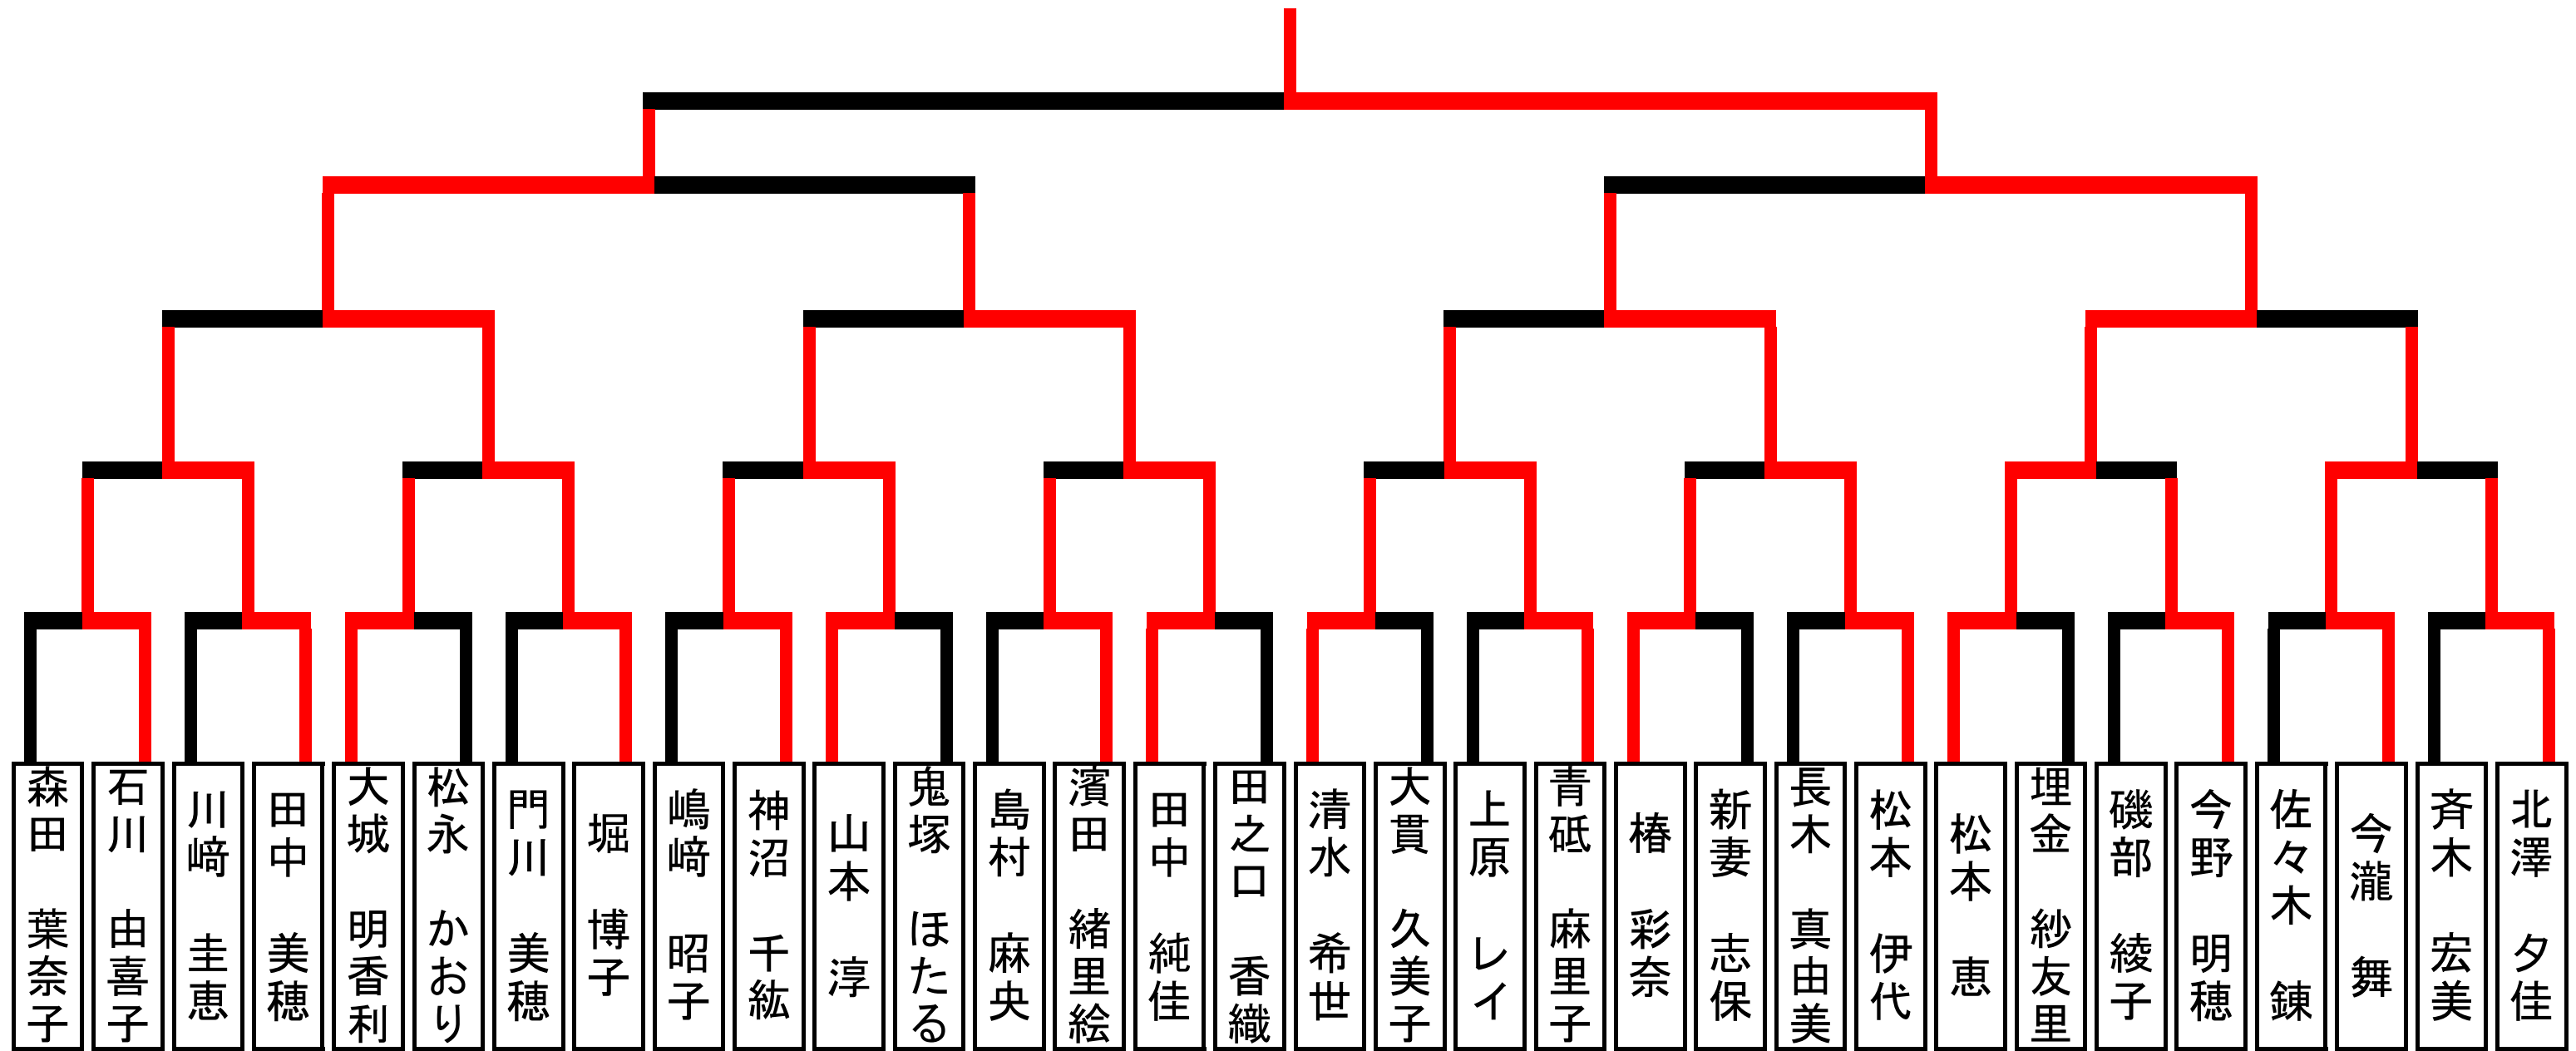 森田　葉奈子
石川　由喜子
川﨑　圭恵
田中　美穂
大城　明香利
松永　かおり
門川　美穂
堀　博子
嶋﨑　昭子
神沼　千紘
山本　淳
鬼塚　ほたる
島村　麻央
濱田　緒里絵
田中　純佳
田之口　香織
清水　希世
大貫　久美子
上原　レイ
青砥　麻里子
椿　彩奈
新妻　志保
長木　真由美
松本　伊代
松本　恵
埋金　紗友里
磯部　綾子
今野　明穂
佐々木　錬
今瀧　舞
斉木　宏美
北澤　夕佳